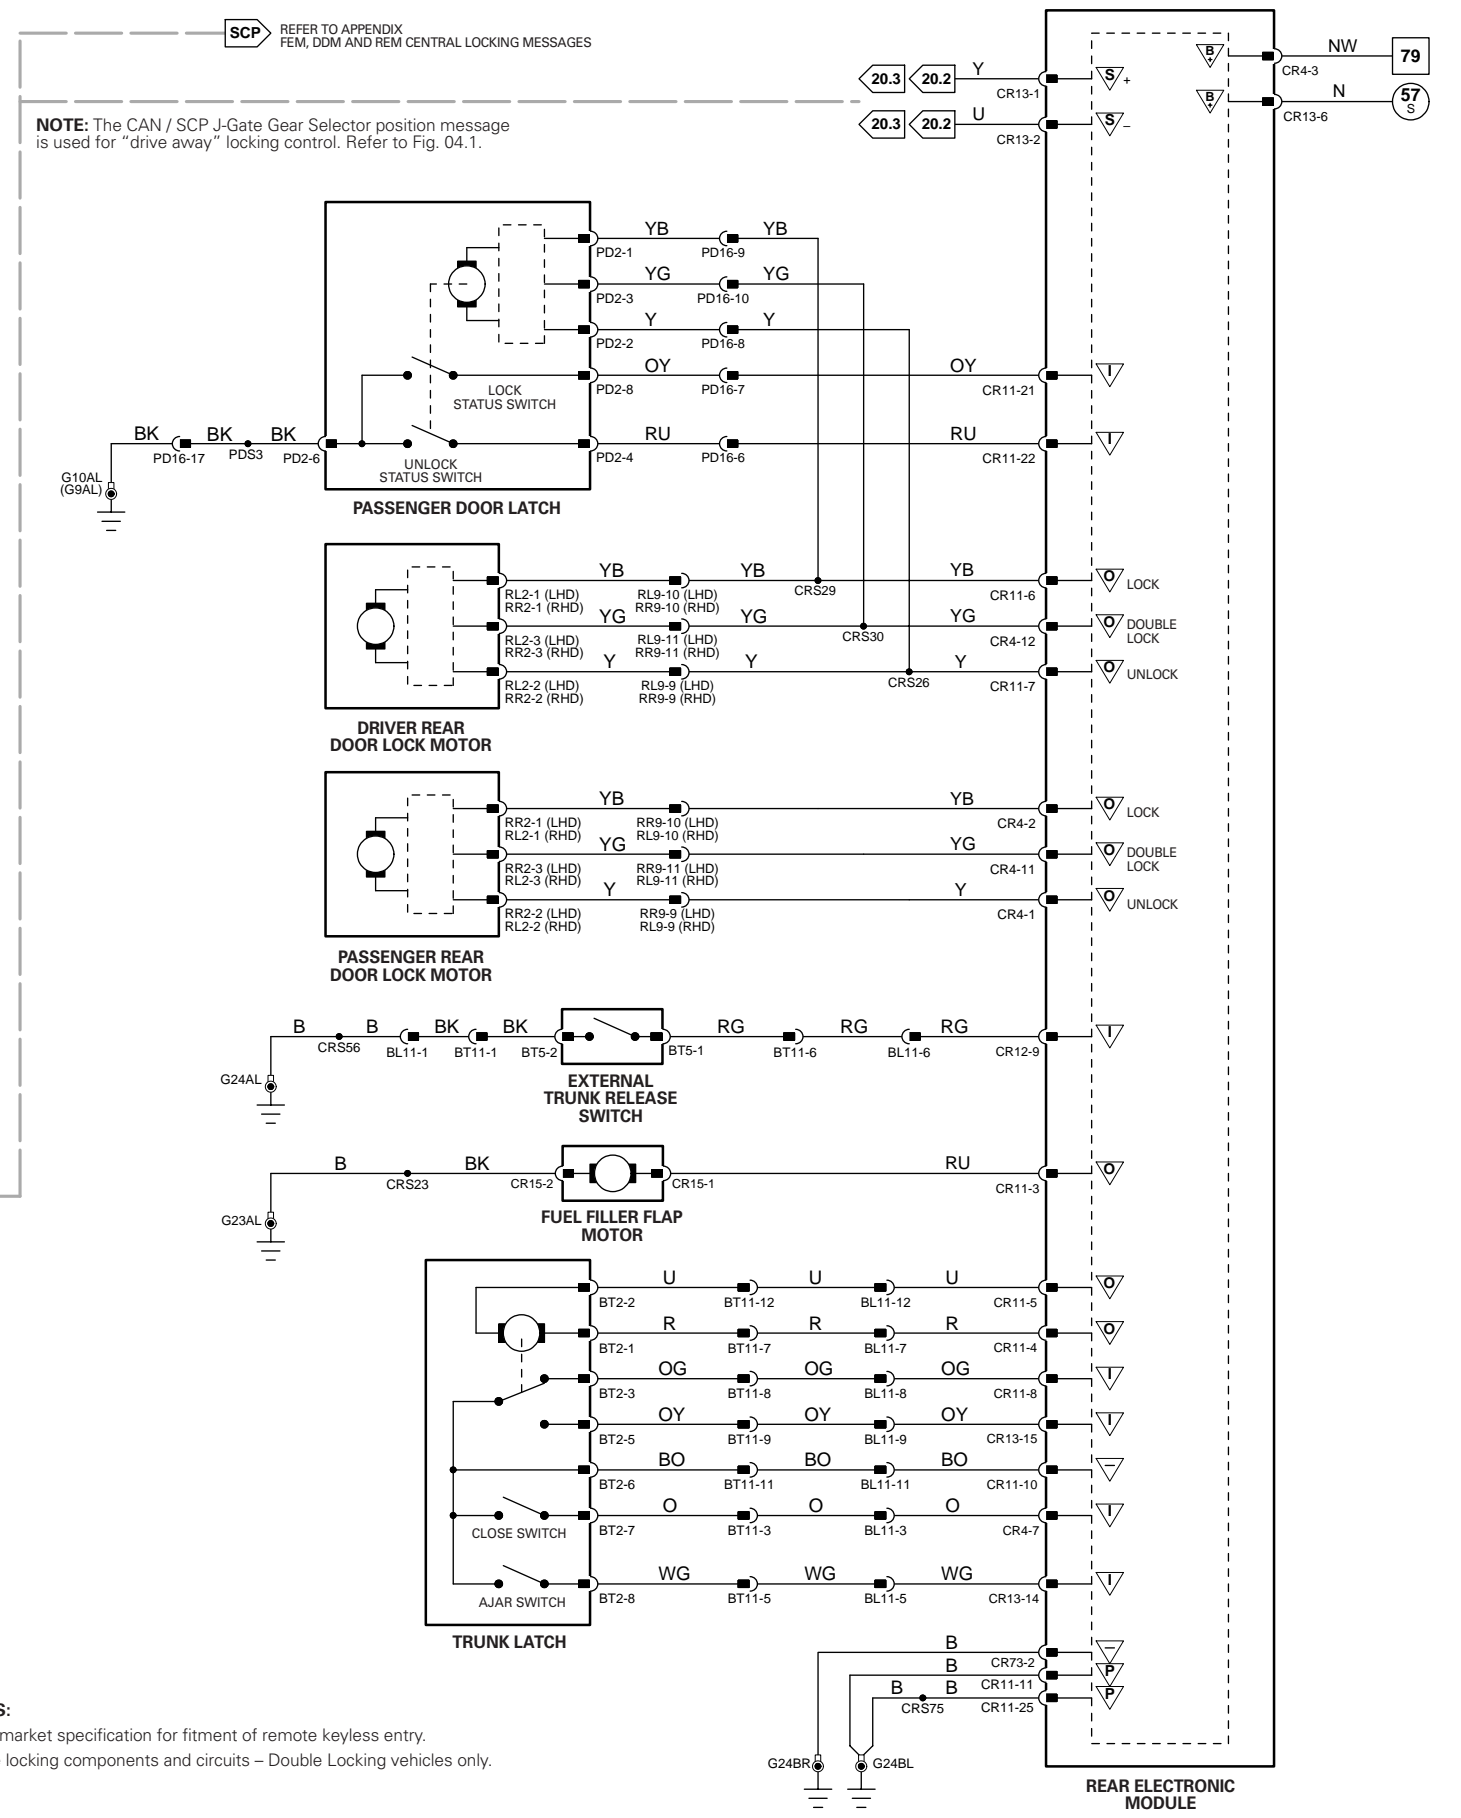 SCP
REFER TO APPENDIX
FEM, DDM AND REM CENTRAL LOCKING MESSAGES
NOTE: The CAN / SCP J-Gate Gear Selector position message
is used for “drive away” locking control. Refer to Fig. 04.1.
20.3 20.2 Y CR13-1 S +
20.3 20.2 U CR13-2 S –
B+ CR4-3 NW 79
B+ CR13-6 N 57 S
YB YB
PD2-1 PD16-9
YG YG
PD2-3 PD16-10
Y Y
PD2-2 PD16-8
OY OY I
PD2-8 PD16-7 CR11-21
LOCK
STATUS SWITCH
BK BK BK RU RU I
PD16-17 PDS3 PD2-6 PD2-4 PD16-6 CR11-22
UNLOCK
STATUS SWITCH
G10AL
(G9AL)
PASSENGER DOOR LATCH
YB YB YB O LOCK
RL2-1 (LHD) RL9-10 (LHD) CRS29 CR11-6
RR2-1 (RHD) RR9-10 (RHD)
YG YG YG O DOUBLE
LOCK
RL2-3 (LHD) RL9-11 (LHD) CRS30 CR4-12
RR2-3 (RHD) RR9-11 (RHD)
Y Y Y O UNLOCK
RL2-2 (LHD) RL9-9 (LHD) CRS26 CR11-7
RR2-2 (RHD) RR9-9 (RHD)
DRIVER REAR
DOOR LOCK MOTOR
YB YB O LOCK
RR2-1 (LHD) RR9-10 (LHD) CR4-2
RL2-1 (RHD) RL9-10 (RHD)
YG YG O DOUBLE
LOCK
RR2-3 (LHD) RR9-11 (LHD) CR4-11
RL2-3 (RHD) RL9-11 (RHD)
Y Y O UNLOCK
RR2-2 (LHD) RR9-9 (LHD) CR4-1
RL2-2 (RHD) RL9-9 (RHD)
PASSENGER REAR
DOOR LOCK MOTOR
B B BK BK RG RG RG I
CRS56 BL11-1 BT11-1 BT5-2 BT5-1 BT11-6 BL11-6 CR12-9
G24AL
EXTERNAL
TRUNK RELEASE
SWITCH
B BK RU O
CRS23 CR15-2 CR15-1 CR11-3
G23AL
FUEL FILLER FLAP
MOTOR
U U U O
BT2-2 BT11-12 BL11-12 CR11-5
R R R O
BT2-1 BT11-7 BL11-7 CR11-4
OG OG OG I
BT2-3 BT11-8 BL11-8 CR11-8
OY OY OY I
BT2-5 BT11-9 BL11-9 CR13-15
BO BO BO –
BT2-6 BT11-11 BL11-11 CR11-10
O O O I
CLOSE SWITCH BT2-7 BT11-3 BL11-3 CR4-7
WG WG WG I
AJAR SWITCH BT2-8 BT11-5 BL11-5 CR13-14
TRUNK LATCH
B –
CR73-2
B P
CR11-11
B B P
CRS75 CR11-25
G24BR G24BL
REAR ELECTRONIC
MODULE
S:
market specification for fitment of remote keyless entry.
locking components and circuits – Double Locking vehicles only.